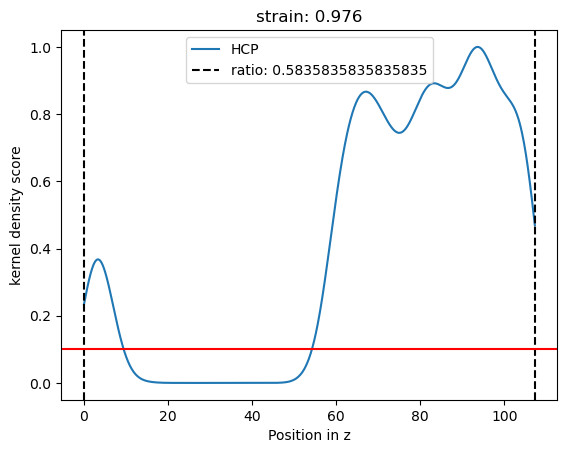 strain: 0.976
HCP
ratio: 0.5835835835835835
kernel density score
1.0
0.8
0.6
0.4
0.2
0.0
0 20 40 60 80 100
Position in z